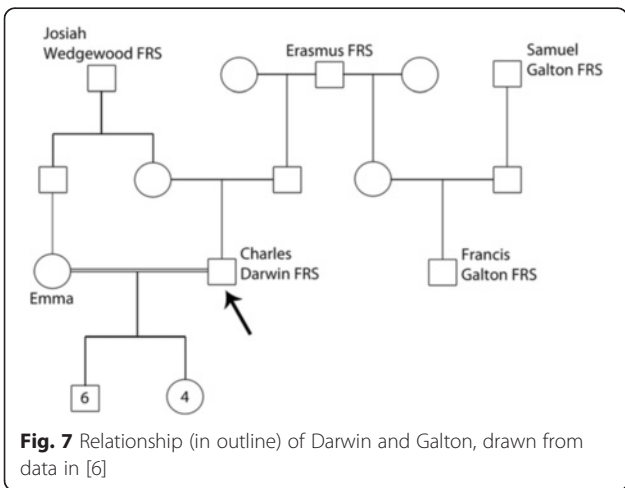 Josiah
Wedgewood FRS
Erasmus FRS
Samuel
Galton FRS
Charles
Darwin FRS
Francis
Galton FRS
Emma
6
4
Fig. 7 Relationship (in outline) of Darwin and Galton, drawn from
data in [6]